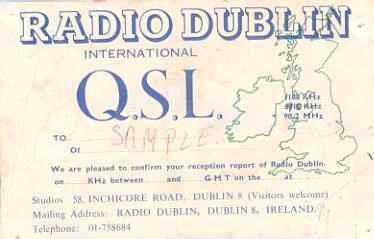 RADIO DUBLIN
INTERNATIONAL
Q.S.L.
1188 KHz
KHz
90.2 MHz
TO SAMPLE.
Of
We are pleased to confirm your reception report of Radio Dublin.
on KHz between and G·M·T on the at
Studios 58, INCHICORE ROAD, DUBLIN 8 (Visitors welcome)
Mailing Address: RADIO DUBLIN, DUBLIN 8, IRELAND.
Telephone: 01-758684